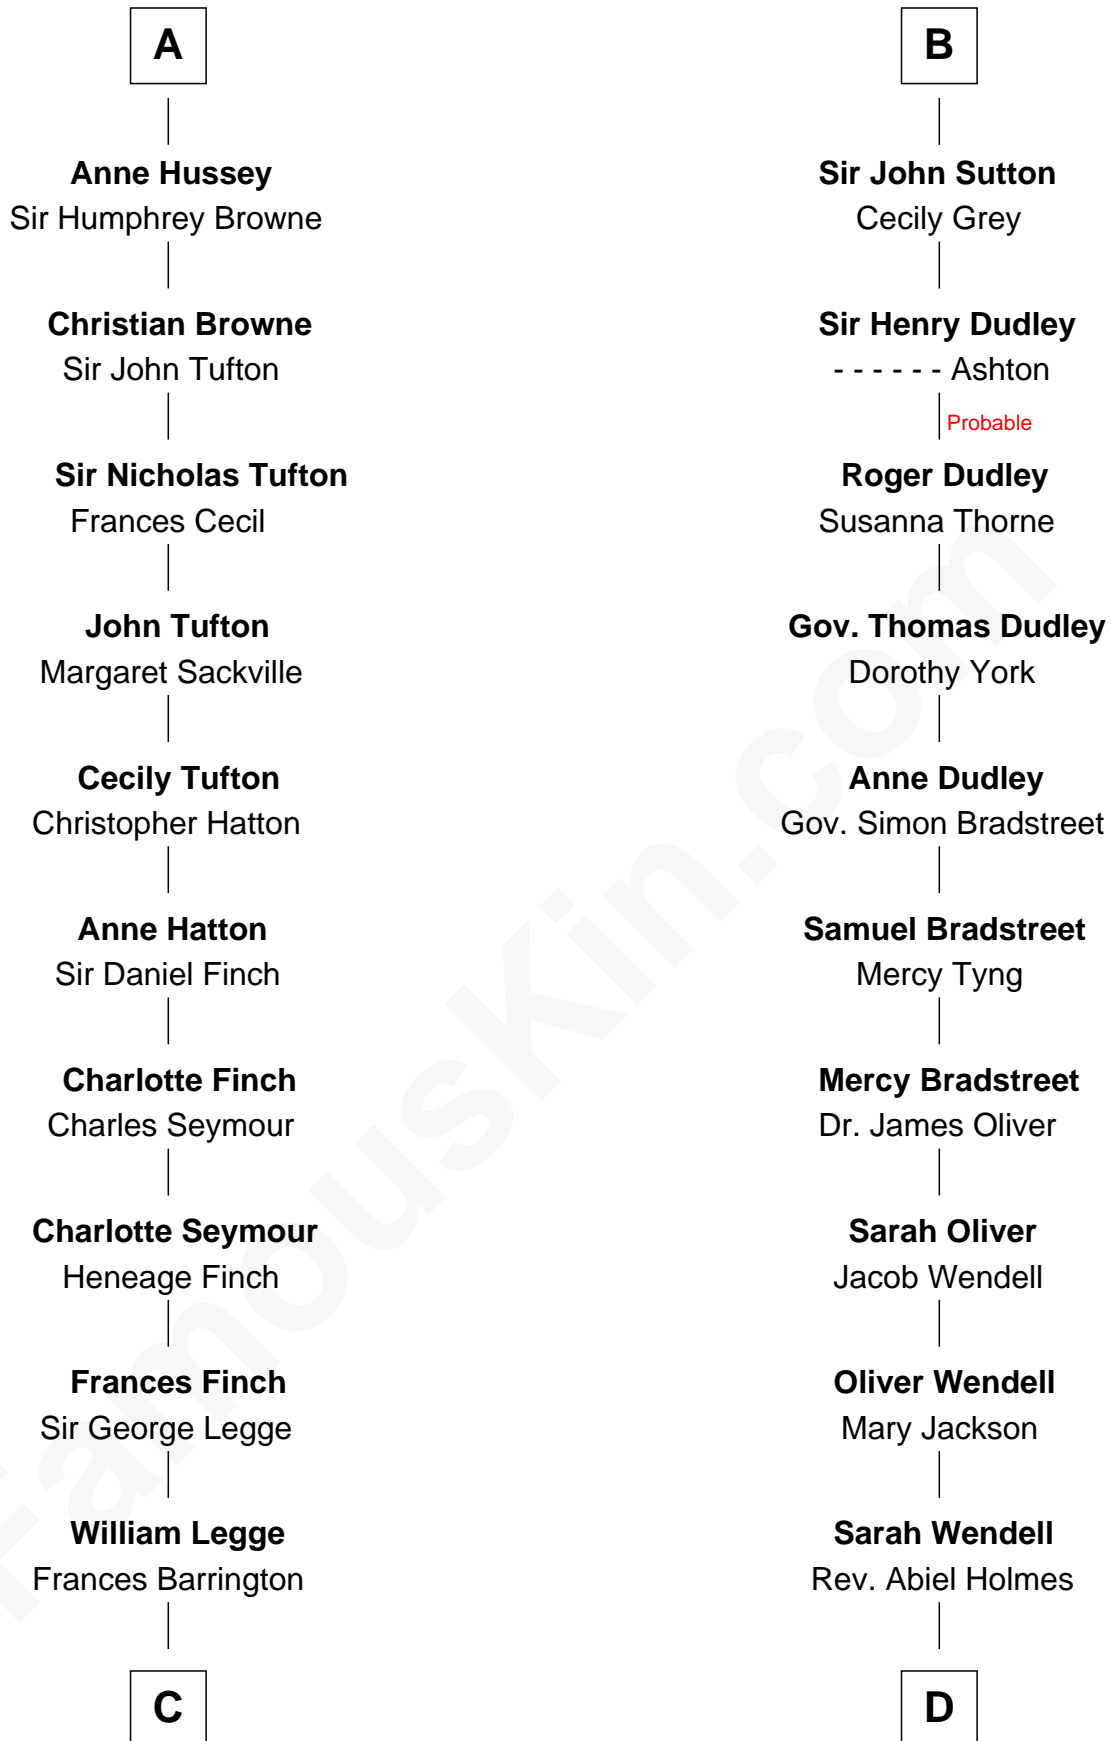 A
Anne Hussey
Sir Humphrey Browne
Christian Browne
Sir John Tufton
Sir Nicholas Tufton
Frances Cecil
John Tufton
Margaret Sackville
Cecily Tufton
Christopher Hatton
Anne Hatton
Sir Daniel Finch
Charlotte Finch
Charles Seymour
Charlotte Seymour
Heneage Finch
Frances Finch
Sir George Legge
William Legge
Frances Barrington
C
B
Sir John Sutton
Cecily Grey
Sir Henry Dudley
- - - - - - Ashton
Probable
Roger Dudley
Susanna Thorne
Gov. Thomas Dudley
Dorothy York
Anne Dudley
Gov. Simon Bradstreet
Samuel Bradstreet
Mercy Tyng
Mercy Bradstreet
Dr. James Oliver
Sarah Oliver
Jacob Wendell
Oliver Wendell
Mary Jackson
Sarah Wendell
Rev. Abiel Holmes
D
FamousKin.com